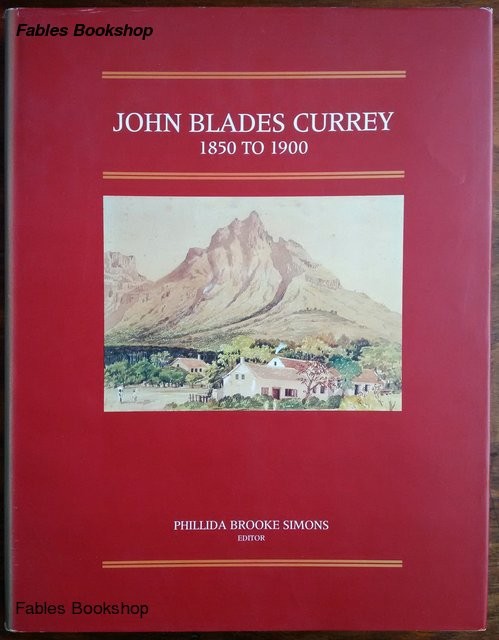 Fables Bookshop
JOHN BLADES CURREY
1850 TO 1900
PHILLIDA BROOKE SIMONS
EDITOR
Fables Bookshop